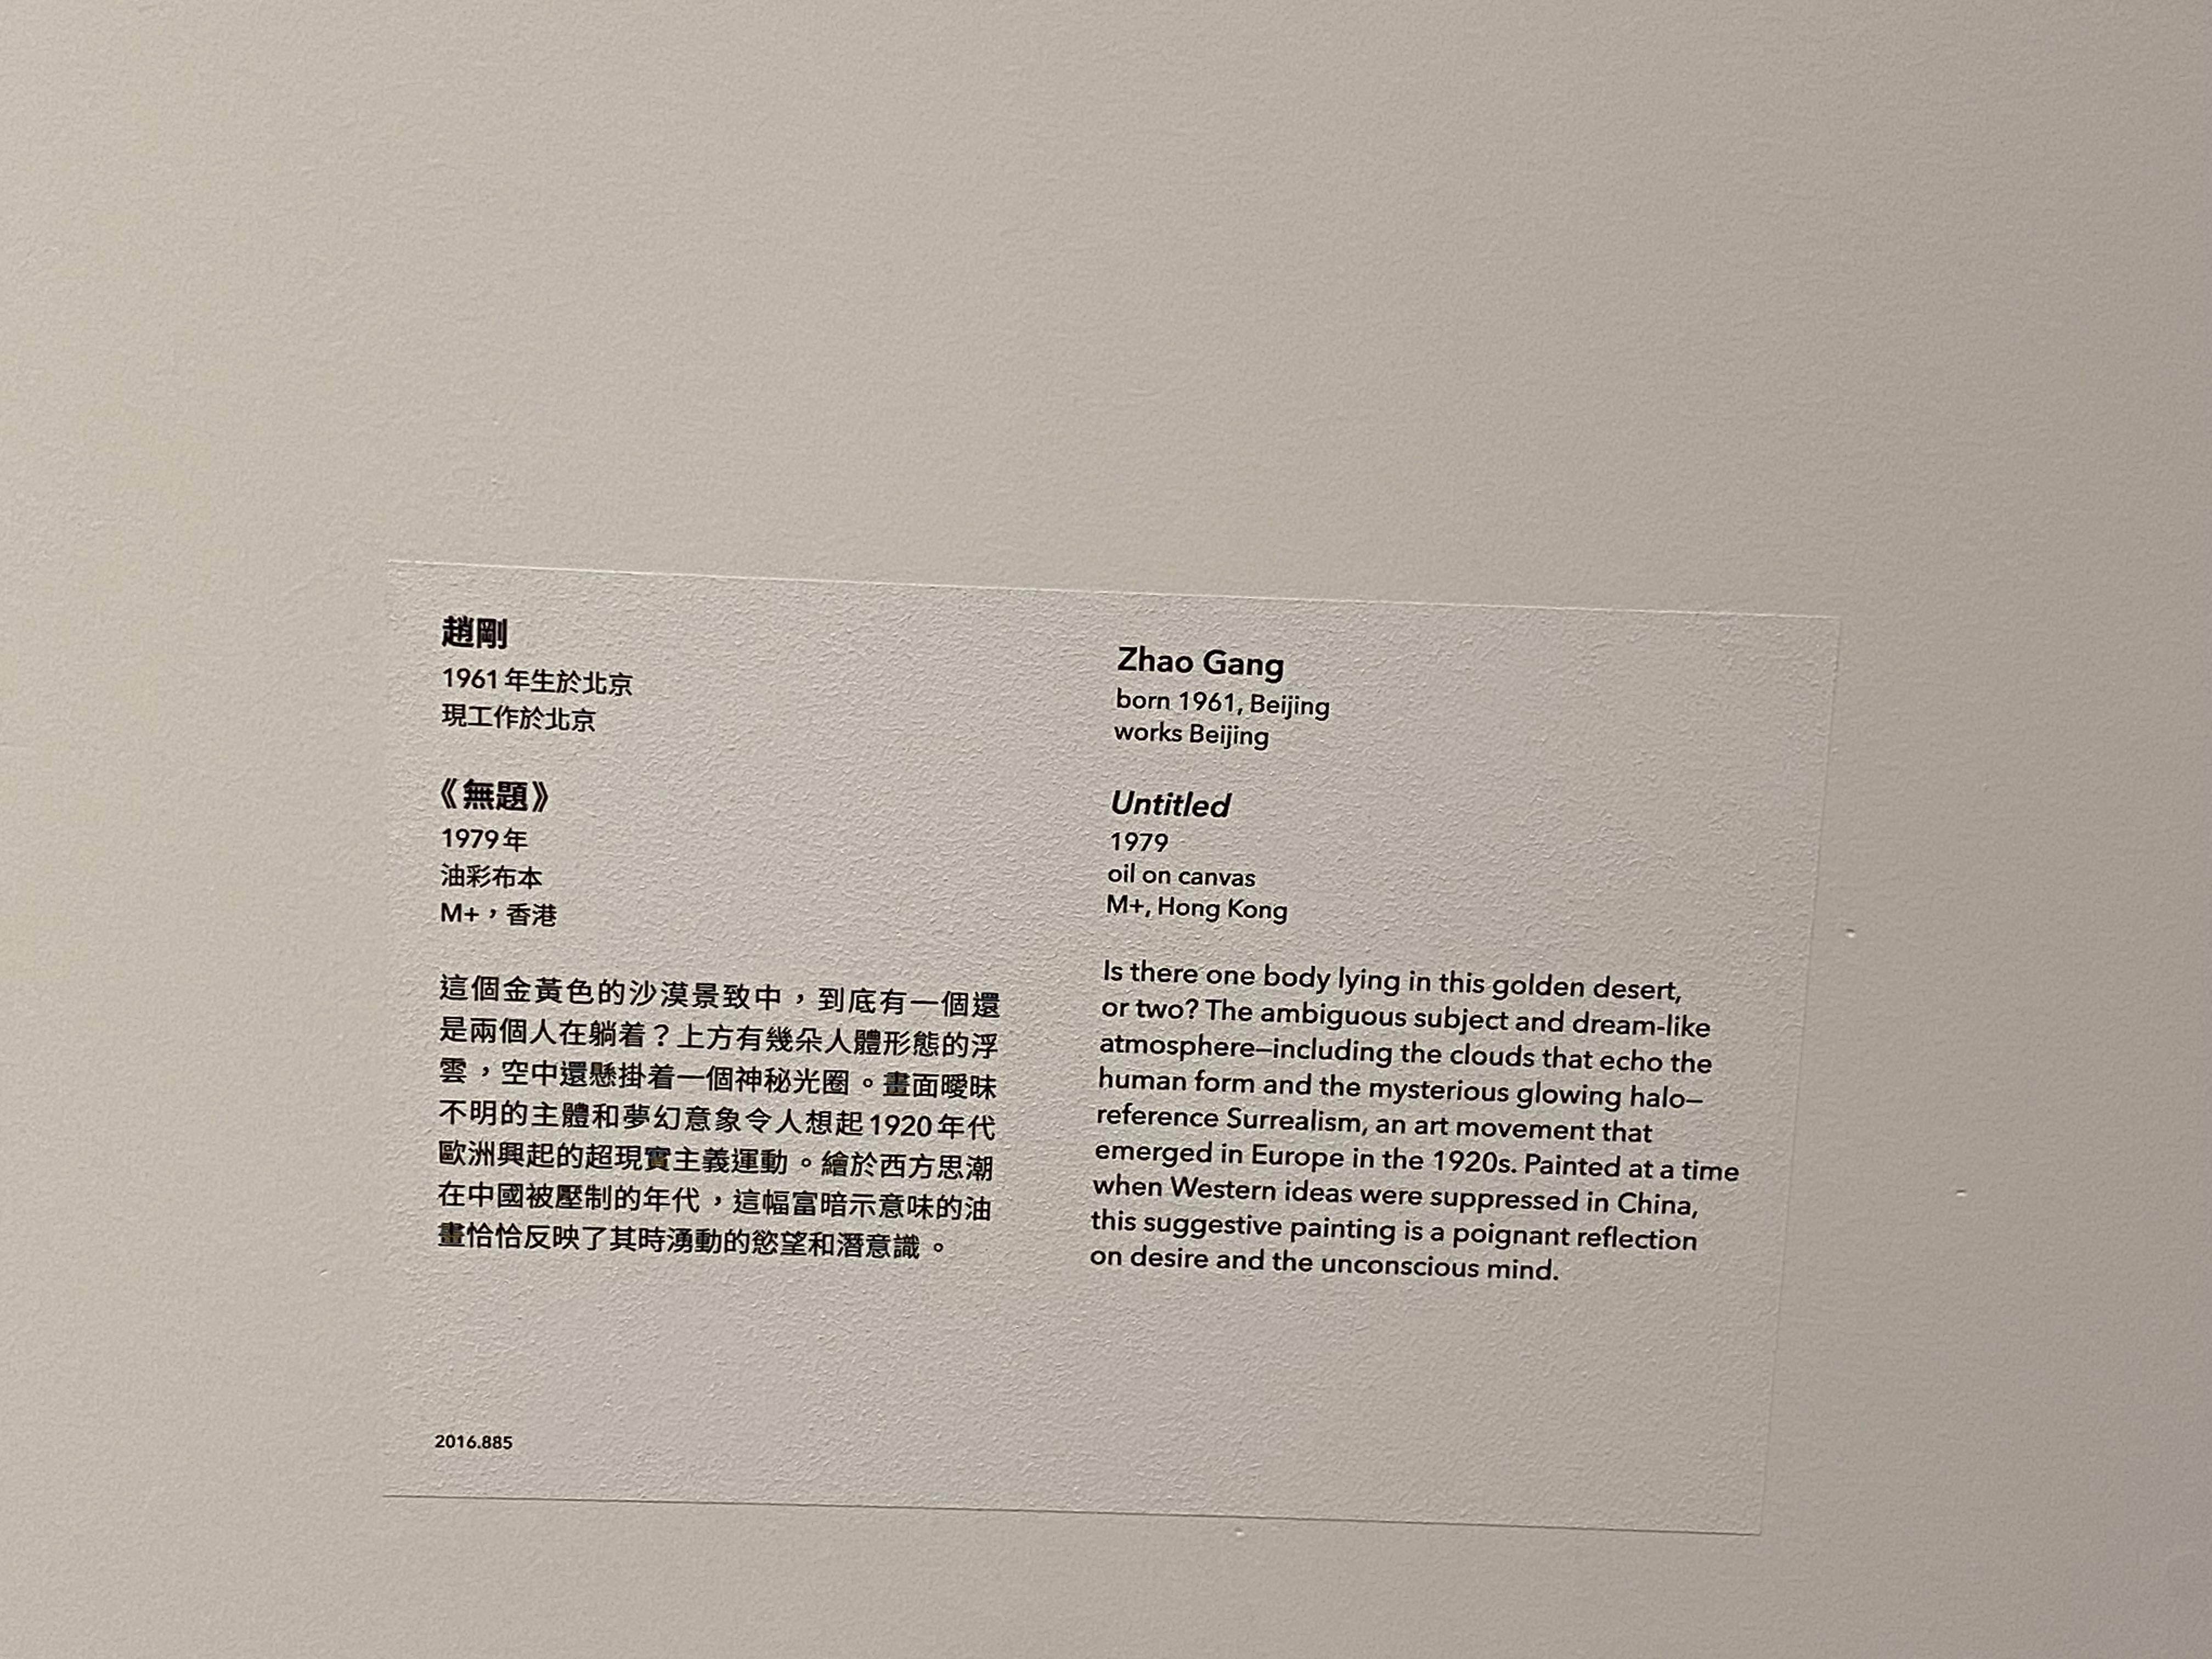 趙剛
1961年生於北京
現工作於北京
《無題》
1979年
油彩布本
M+，香港
這個金黃色的沙漠景致中，到底有一個還
是兩個人在躺着？上方有幾朵人體形態的浮
雲，空中還懸掛着一個神秘光圈。畫面曖昧
不明的主體和夢幻意象令人想起1920年代
歐洲興起的超現實主義運動。繪於西方思潮
在中國被壓制的年代，這幅富暗示意味的油
畫恰恰反映了其時湧動的慾望和潛意識。
2016.885
Zhao Gang
born 1961, Beijing
works Beijing
Untitled
1979
oil on canvas
M+, Hong Kong
Is there one body lying in this golden desert,
or two? The ambiguous subject and dream-like
atmosphere—including the clouds that echo the
human form and the mysterious glowing halo—
reference Surrealism, an art movement that
emerged in Europe in the 1920s. Painted at a time
when Western ideas were suppressed in China,
this suggestive painting is a poignant reflection
on desire and the unconscious mind.